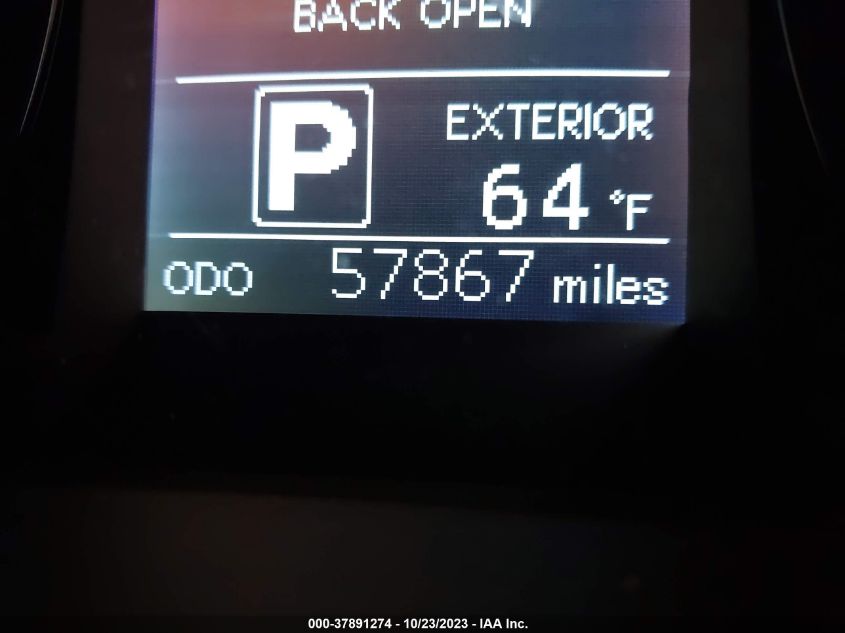 BACK OPEN
P
EXTERIOR
64 °F
ODO 57867 miles
000-37891274 - 10/23/2023 - IAA Inc.